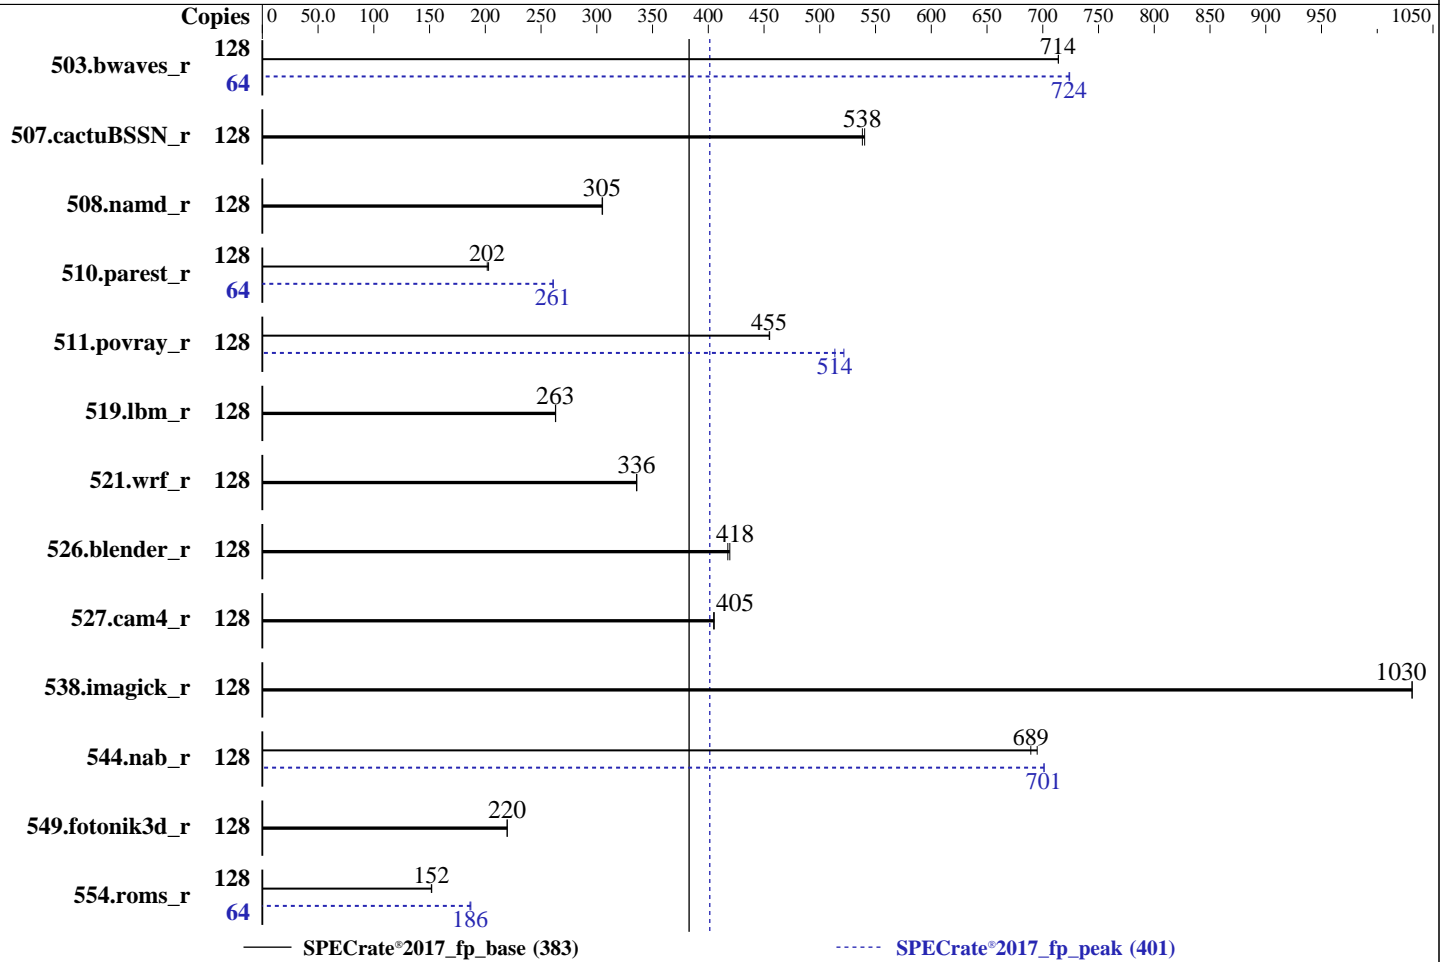 Copies 0 50.0 100 150 200 250 300 350 400 450 500 550 600 650 700 750 800 850 900 950 1050
503.bwaves_r 128 714
64 724
507.cactuBSSN_r 128 538
508.namd_r 128 305
510.parest_r 128 202
64 261
511.povray_r 128 455
514
519.lbm_r 128 263
521.wrf_r 128 336
526.blender_r 128 418
527.cam4_r 128 405
538.imagick_r 128 1030
544.nab_r 128 689
701
549.fotonik3d_r 128 220
554.roms_r 128 152
64 186
SPECrate®2017_fp_base (383) SPECrate®2017_fp_peak (401)